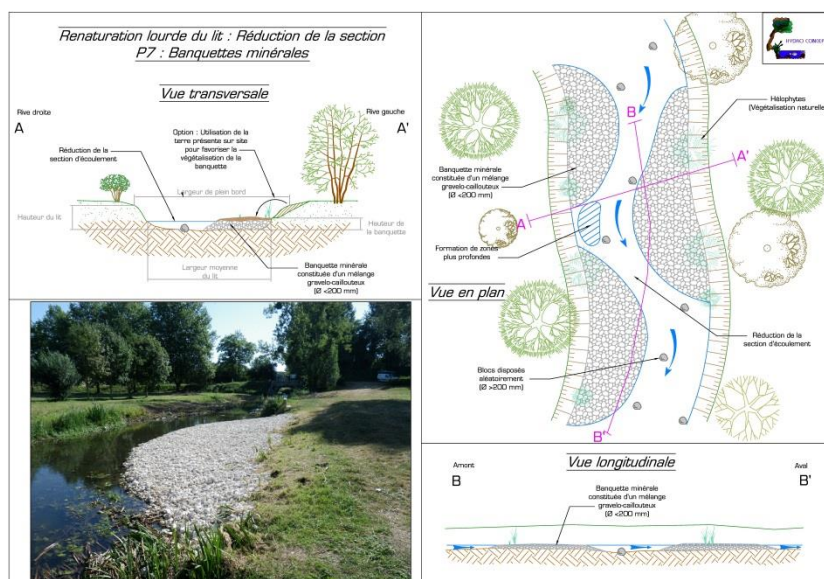 Renaturation lourde du lit : Réduction de la section
P7 : Banquettes minérales
Vue transversale
Rive droite
A
Rive gauche
A'
Option : Utilisation de la
terre présente sur site
pour favoriser la
végétalisation de la
banquette
Réduction de la
section d'écoulement
Largeur de plein bord
Hauteur du lit
Hauteur de
la banquette
Largeur moyenne
du lit
Banquette minérale
constituée d'un mélange
gravelo-caillouteux
(Ø <200 mm)
HYDRO CONCEPT
Hélophytes
(Végétalisation naturelle)
B
Banquette minérale
constituée d'un mélange
gravelo-caillouteux
(Ø <200 mm)
A'
A
Formation de zones
plus profondes
Vue en plan
Réduction de la
section d'écoulement
Blocs disposés
aléatoirement
(Ø >200 mm)
B'
Vue longitudinale
Amont
B
Aval
B'
Banquette minérale
constituée d'un mélange
gravelo-caillouteux
(Ø <200 mm)